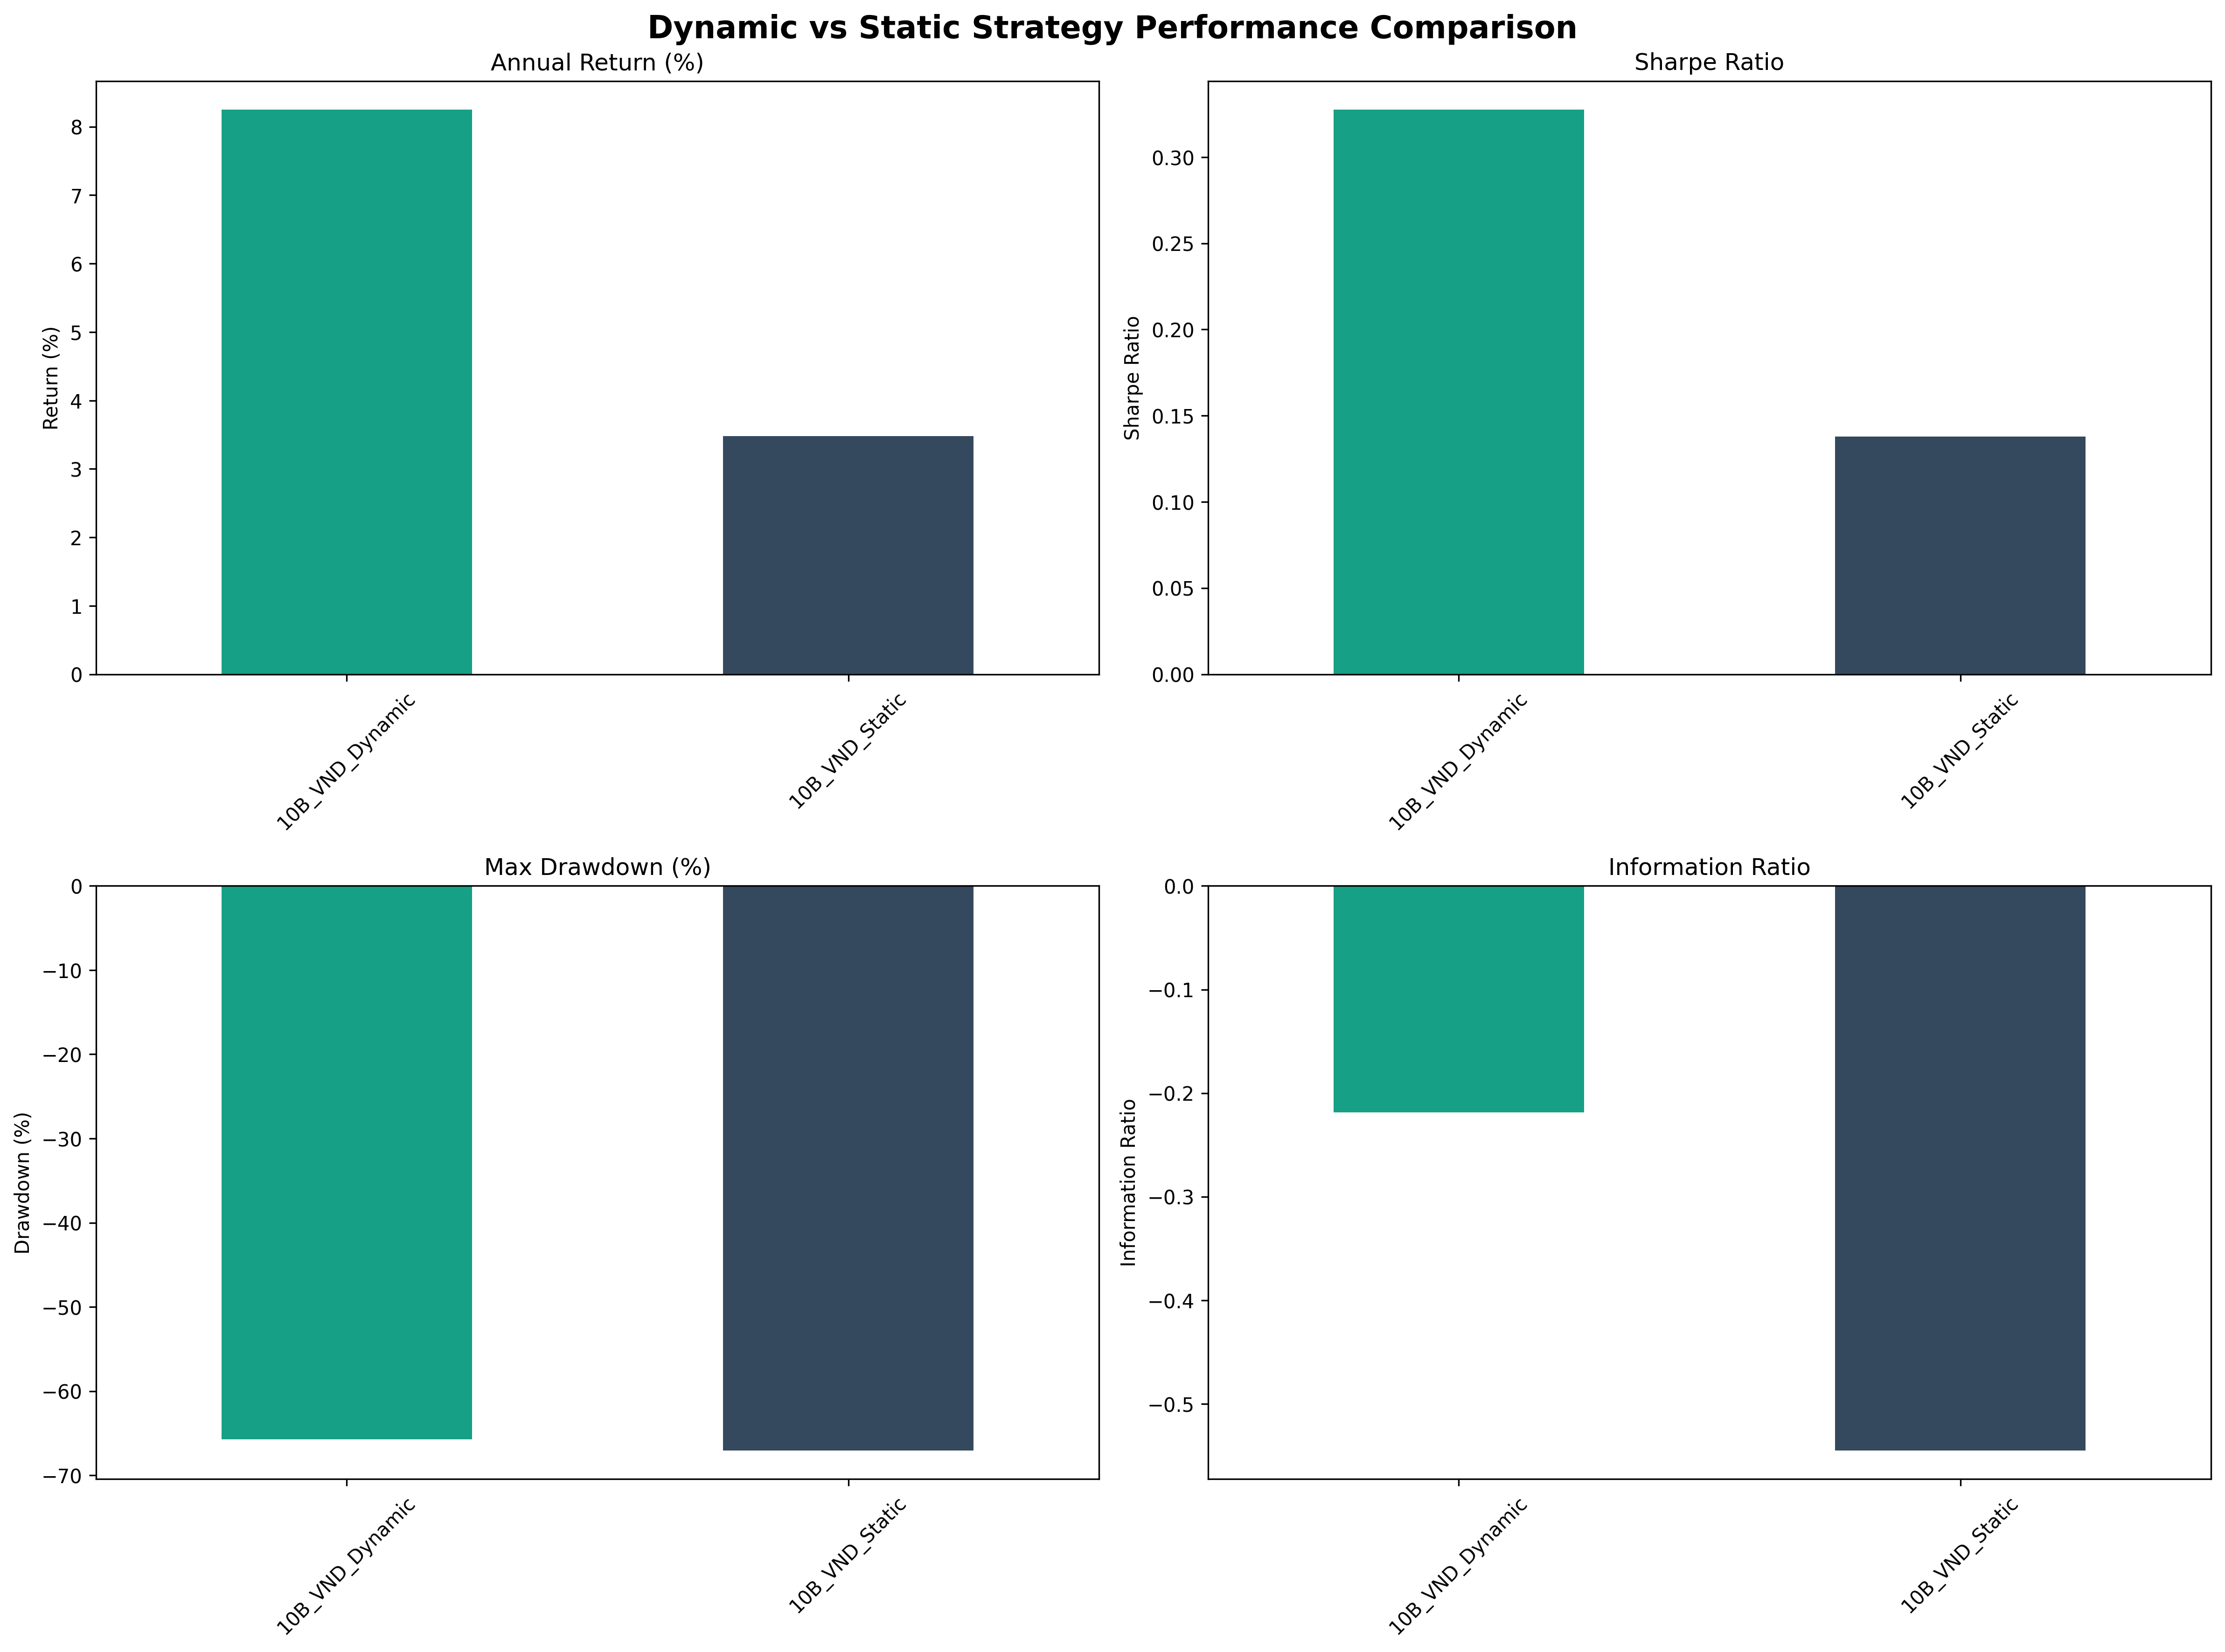 Dynamic vs Static Strategy Performance Comparison
Annual Return (%)
Return (%)
8
7
6
5
4
3
2
1
0
10B_VND_Dynamic
10B_VND_Static
Sharpe Ratio
Sharpe Ratio
0.30
0.25
0.20
0.15
0.10
0.05
0.00
10B_VND_Dynamic
10B_VND_Static
Max Drawdown (%)
Drawdown (%)
0
−10
−20
−30
−40
−50
−60
−70
10B_VND_Dynamic
10B_VND_Static
Information Ratio
Information Ratio
0.0
−0.1
−0.2
−0.3
−0.4
−0.5
10B_VND_Dynamic
10B_VND_Static